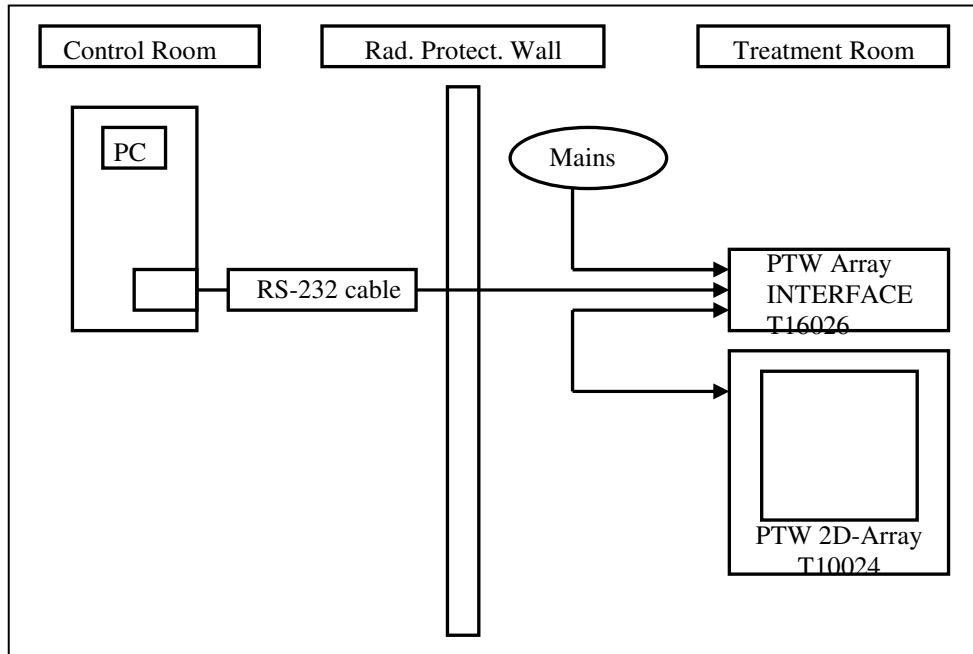 Control Room
Rad. Protect. Wall
Treatment Room
PC
Mains
RS-232 cable
PTW Array
INTERFACE
T16026
PTW 2D-Array
T10024